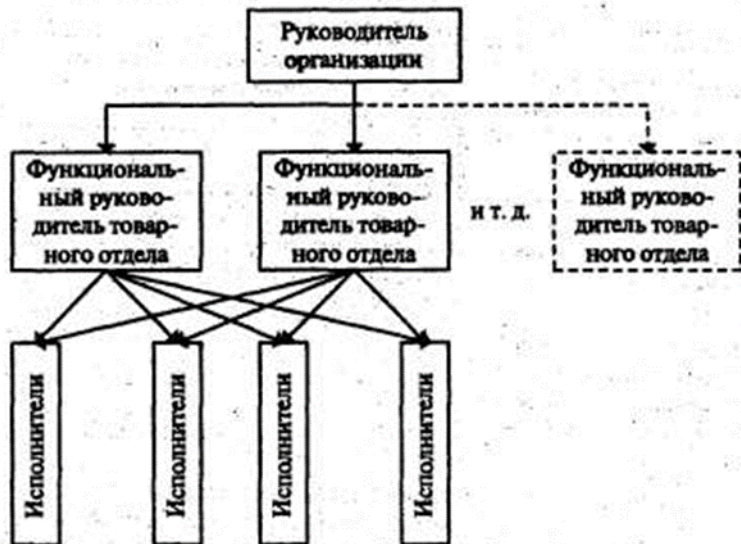 Руководитель
организации
Функциональ-
ный руково-
дитель товар-
ного отдела
Функциональ-
ный руково-
дитель товар-
ного отдела
и т. д.
Функциональ-
ный руково-
дитель товар-
ного отдела
Исполнители
Исполнители
Исполнители
Исполнители